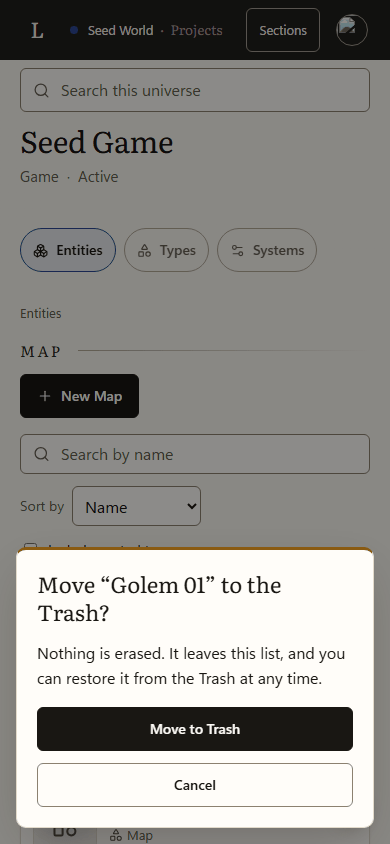 L
Seed World · Projects
Sections
Search this universe
Seed Game
Game · Active
Entities
Types
Systems
Entities
MAP
New Map
Search by name
Sort by
Name
Move “Golem 01” to the
Trash?
Nothing is erased. It leaves this list, and you
can restore it from the Trash at any time.
Move to Trash
Cancel
Map